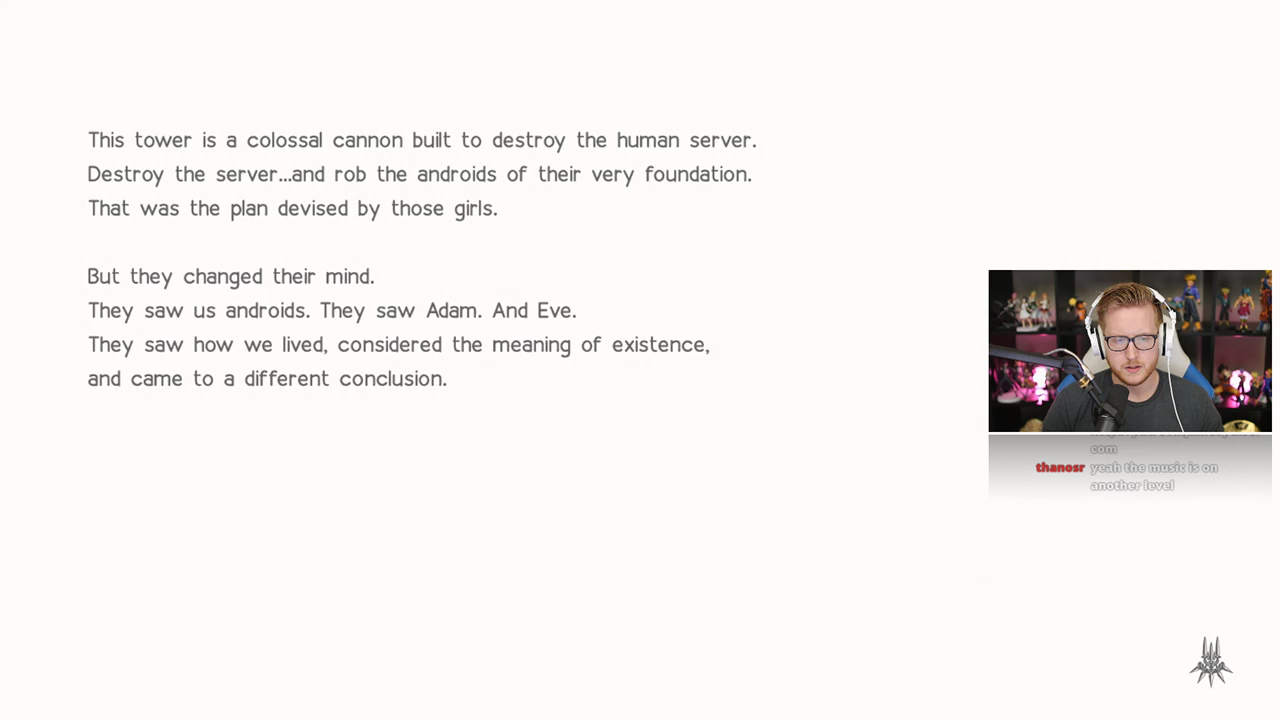 This tower is a colossal cannon built to destroy the human server.
Destroy the server...and rob the androids of their very foundation.
That was the plan devised by those girls.
But they changed their mind.
They saw us androids. They saw Adam. And Eve.
They saw how we lived, considered the meaning of existence,
and came to a different conclusion.
com
thanosr yeah the music is on
another level